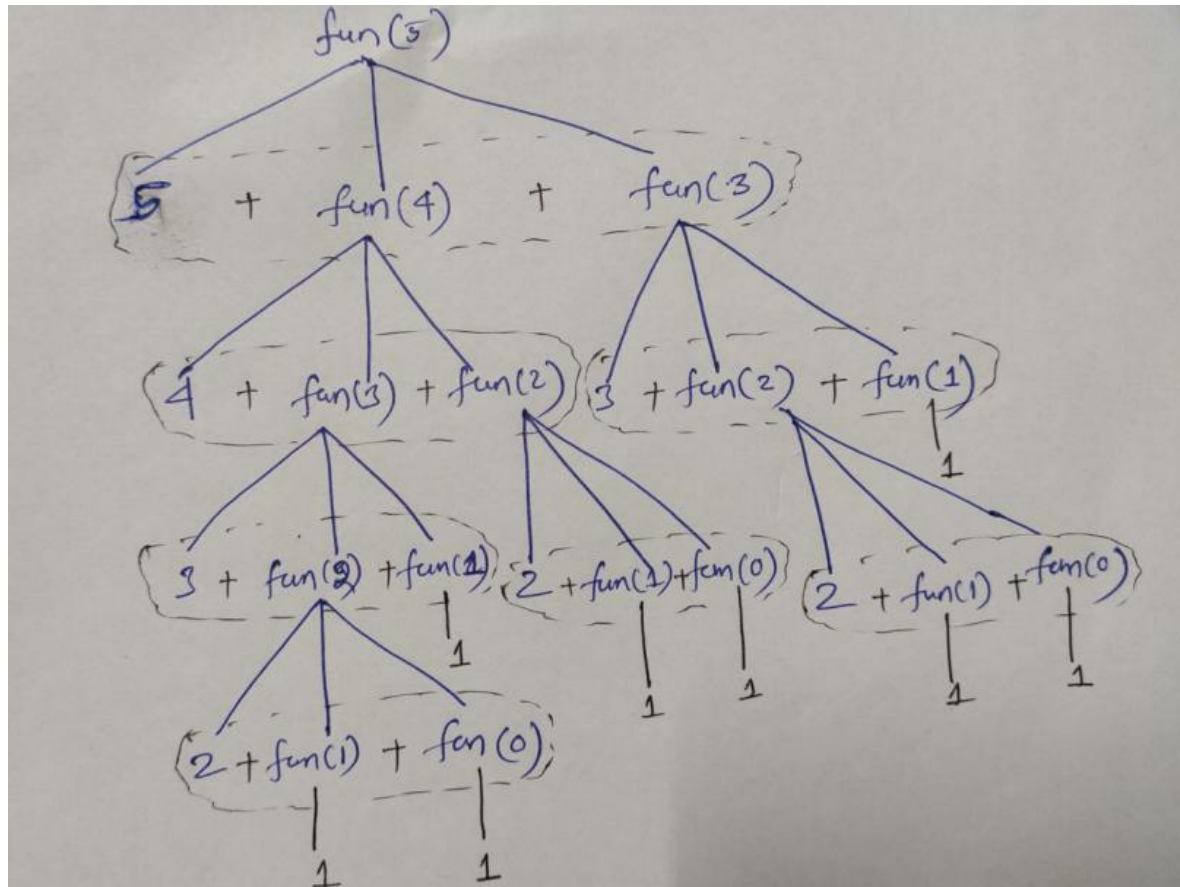 fun(5)
5 + fun(4) + fun(3)
4 + fun(3) + fun(2) 3 + fun(2) + fun(1)
1
3 + fun(2) + fun(1) 2 + fun(1) + fun(0) 2 + fun(1) + fun(0)
1 1 1 1 1
2 + fun(1) + fun(0)
1 1